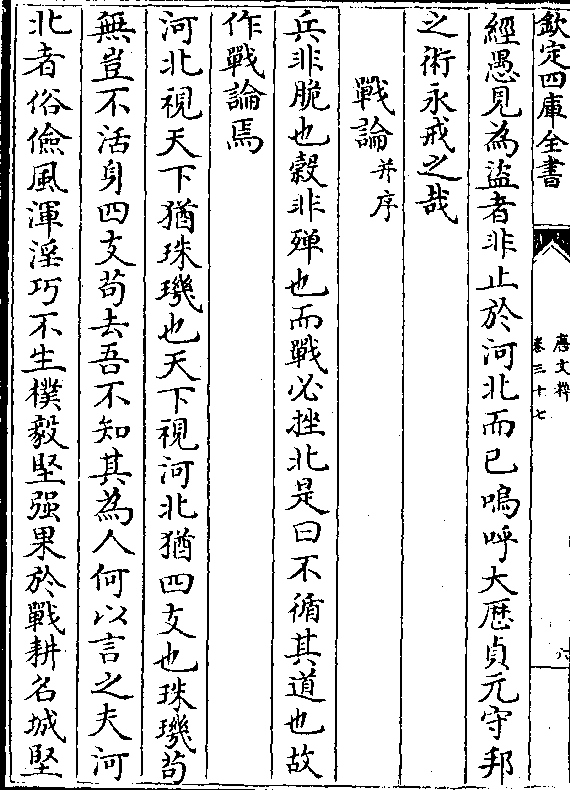 欽定四庫全書
唐文粹
卷三十七
六
經愚見為盜者非止於河北而已嗚呼大厯貞元守邦
之術永戒之哉
戰論并序
兵非脆也穀非殫也而戰必挫北是曰不循其道也故
作戰論焉
河北視天下猶珠璣也天下視河北猶四支也珠璣茍
無豈不活身四支茍去吾不知其為人何以言之夫河
北者俗儉風渾淫巧不生樸毅堅强果於戰耕名城堅